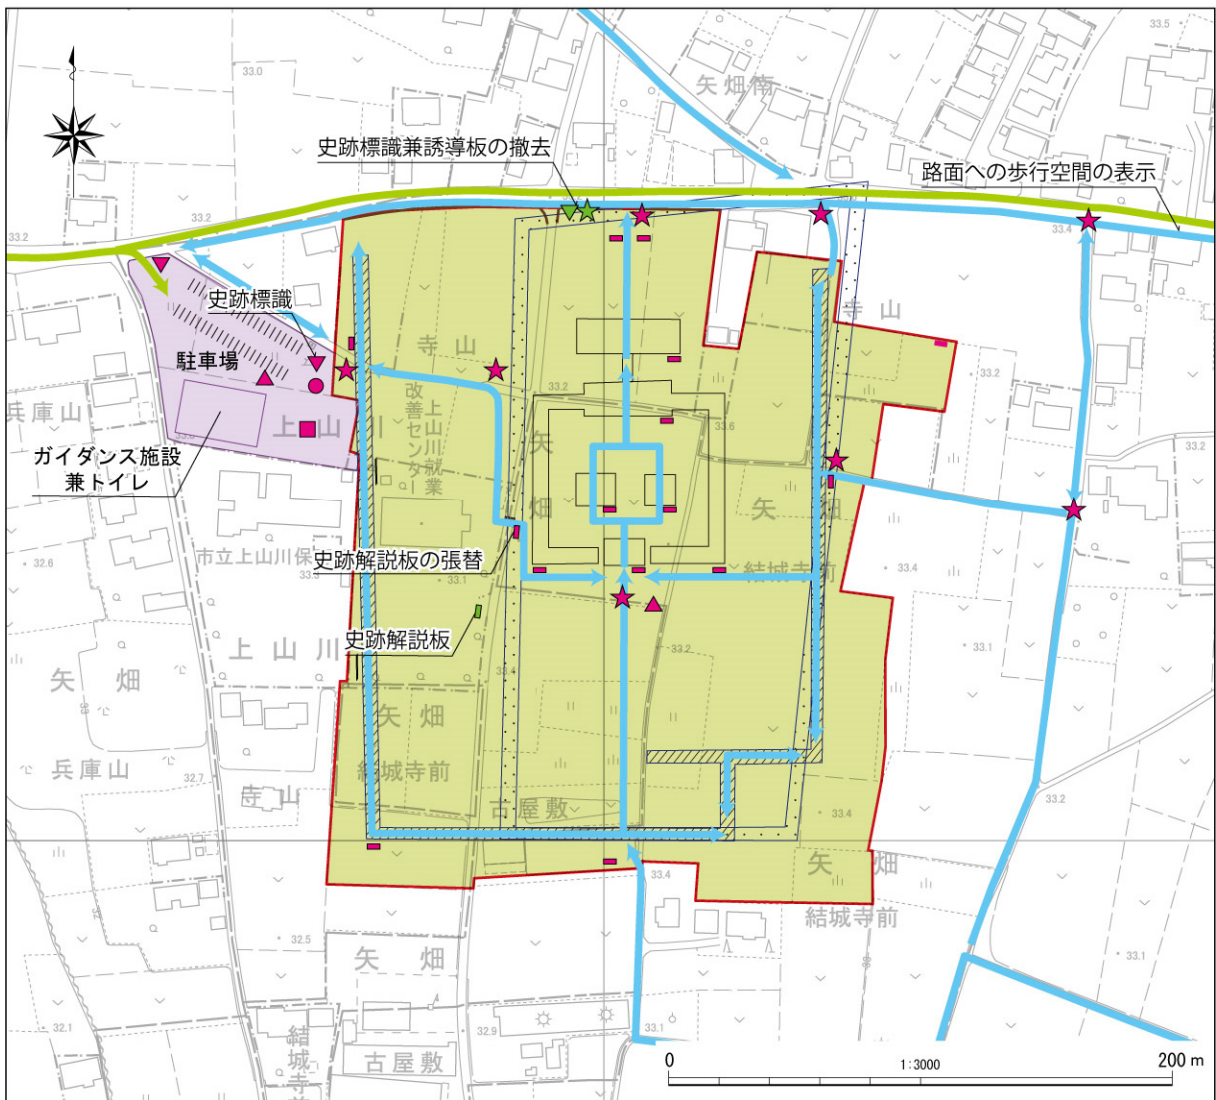 33.5
33.0
矢畑南
史跡標識兼誘導板の撤去
路面への歩行空間の表示
33.2
33.2
33.4
史跡標識
寺山
寺山
駐車場
33.2
33.2
兵庫山
上山川
改善センター
上山川就業
矢
33.6
33.2
ガイダンス施設
兼トイレ
畑
矢畑
市立上山川保
史跡解説板の張替
結城寺前
32.6
33.1
33.4
史跡解説板
上山川
33.2
33.1
矢畑
矢畑
兵庫山
32.7
結城寺前
寺山
古屋敷
33.4
33.2
矢畑
33.4
結城寺前
32.5
矢畑
33.1
32.1
32.9
33.1
結城寺前
古屋敷
0
1:3000
200 m